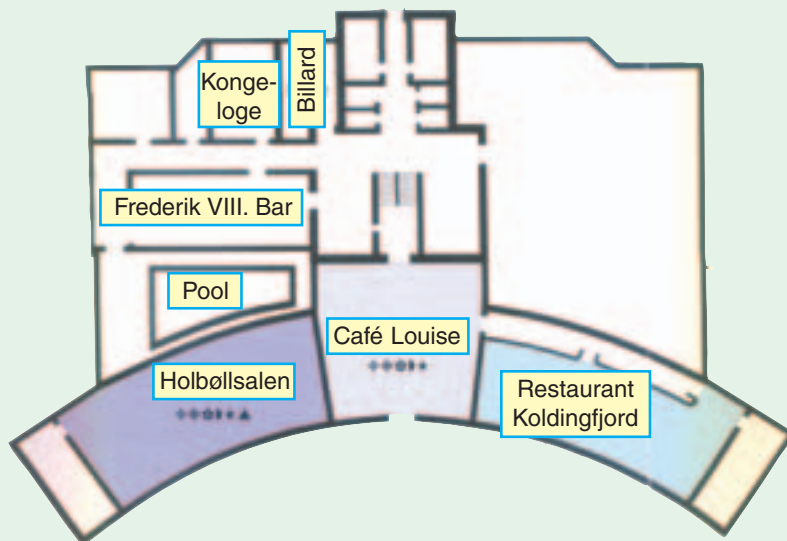 Konge-
loge
Billard
Frederik VIII. Bar
Pool
Café Louise
Holbøllsalen
Restaurant
Koldingfjord